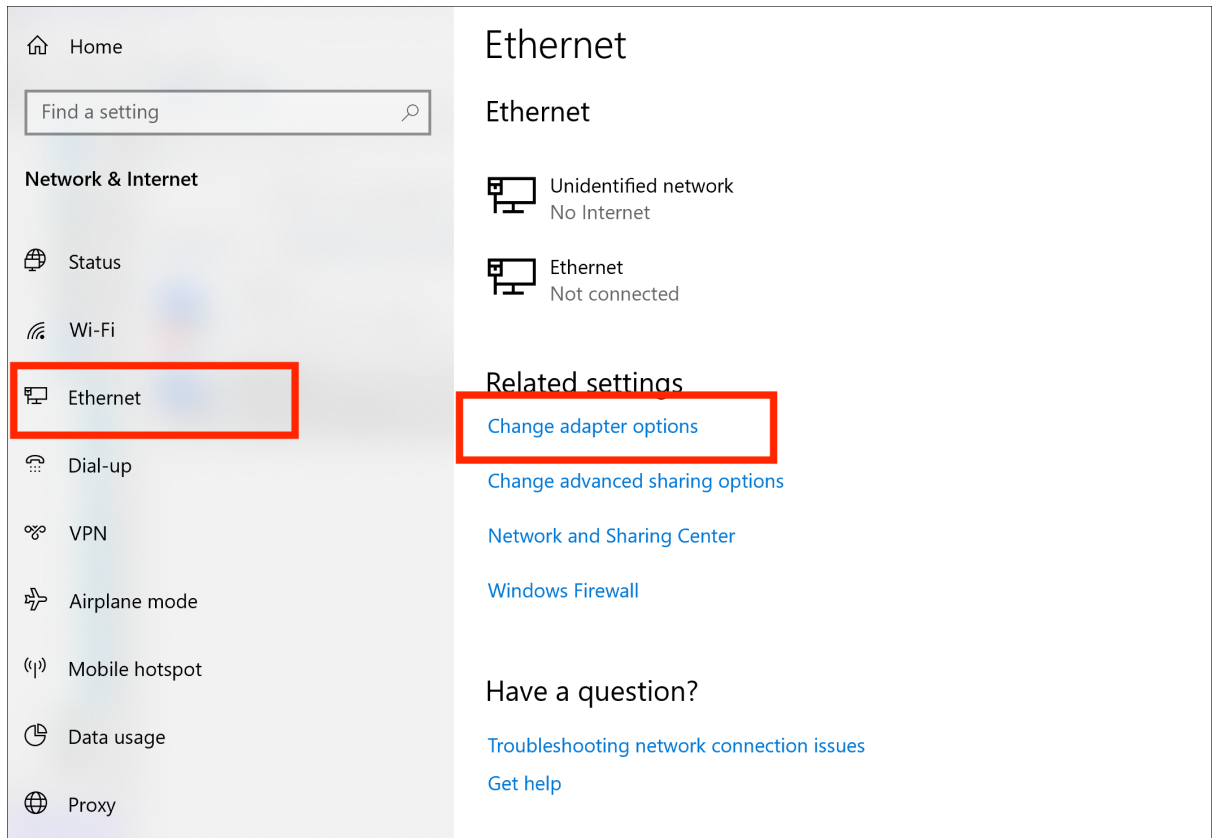 Home
Find a setting
Network & Internet
Status
Wi-Fi
Ethernet
Dial-up
VPN
Airplane mode
Mobile hotspot
Data usage
Proxy
Ethernet
Ethernet
Unidentified network
No Internet
Ethernet
Not connected
Related settings
Change adapter options
Change advanced sharing options
Network and Sharing Center
Windows Firewall
Have a question?
Troubleshooting network connection issues
Get help